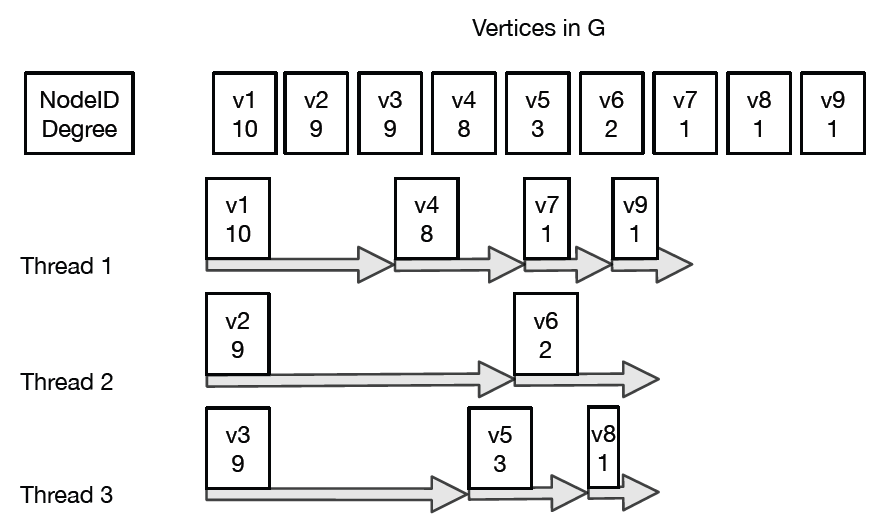 Vertices in G
NodeID
Degree
v1
10
v2
9
v3
9
v4
8
v5
3
v6
2
v7
1
v8
1
v9
1
Thread 1
v1
10
v4
8
v7
1
v9
1
Thread 2
v2
9
v6
2
Thread 3
v3
9
v5
3
v8
1